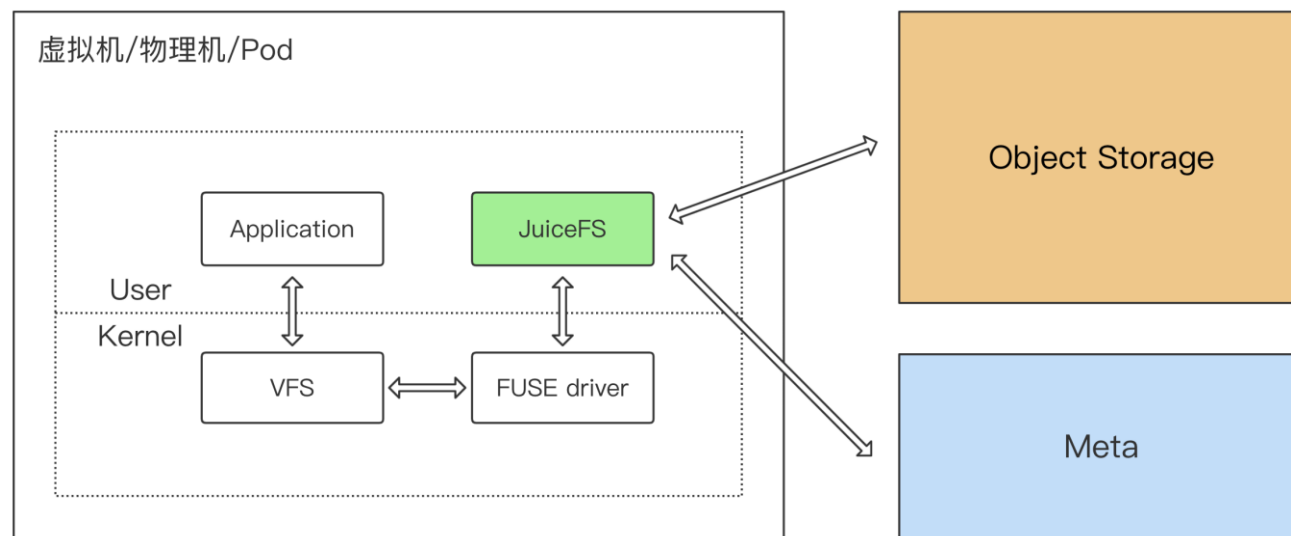 虚拟机/物理机/Pod
Object Storage
Application
JuiceFS
User
Kernel
VFS
FUSE driver
Meta